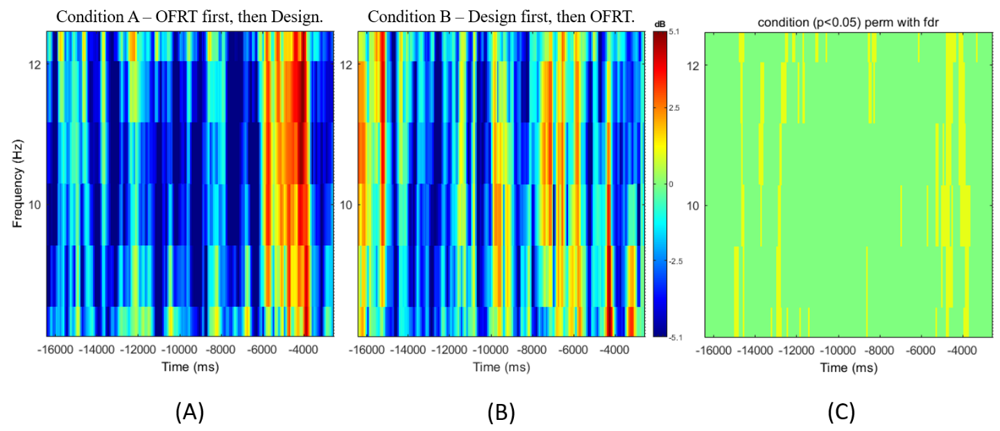 Condition A – OFRT first, then Design.
Condition B – Design first, then OFRT.
dB
condition (p<0.05) perm with fdr
12
10
Frequency (Hz)
-16000 -14000 -12000 -10000 -8000 -6000 -4000
Time (ms)
12
10
-16000 -14000 -12000 -10000 -8000 -6000 -4000
Time (ms)
5.1
2.5
0
-2.5
-5.1
12
10
-16000 -14000 -12000 -10000 -8000 -6000 -4000
Time (ms)
(A)
(B)
(C)